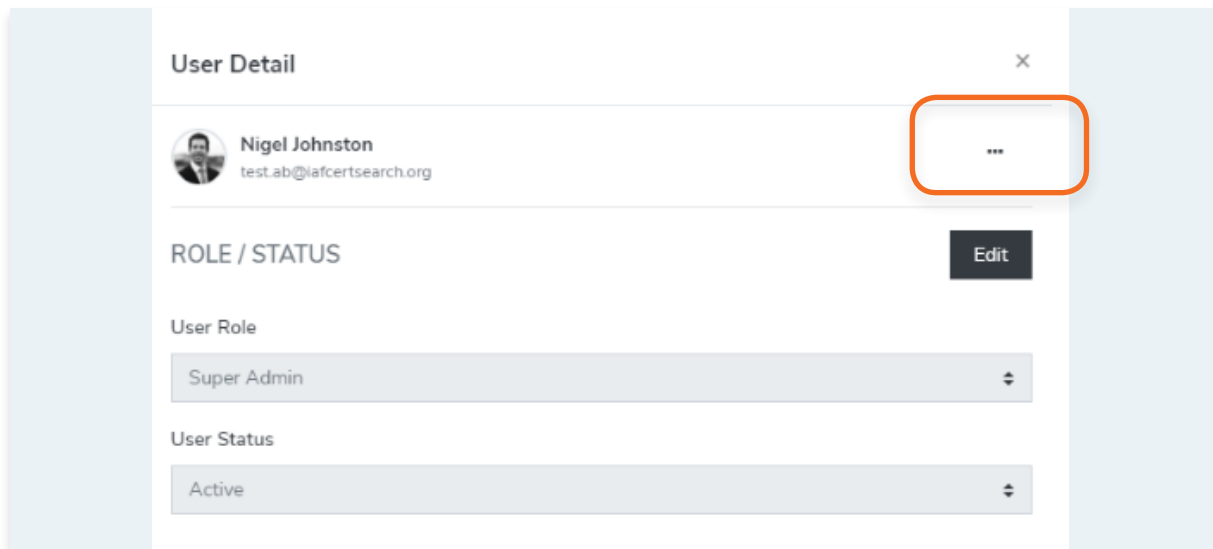 User Detail
×
Nigel Johnston
test.ab@iafcertsearch.org
...
ROLE / STATUS
Edit
User Role
Super Admin
User Status
Active